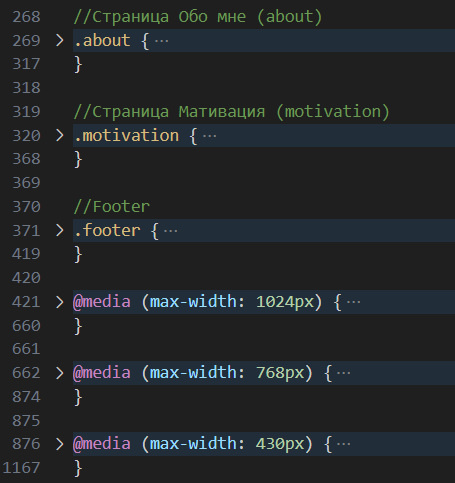 268 //Страница Обо мне (about)
269 > .about { ···
317 }
318
319 //Страница Мативация (motivation)
320 > .motivation { ···
368 }
369
370 //Footer
371 > .footer { ···
419 }
420
421 > @media (max-width: 1024px) { ···
660 }
661
662 > @media (max-width: 768px) { ···
874 }
875
876 > @media (max-width: 430px) { ···
1167 }